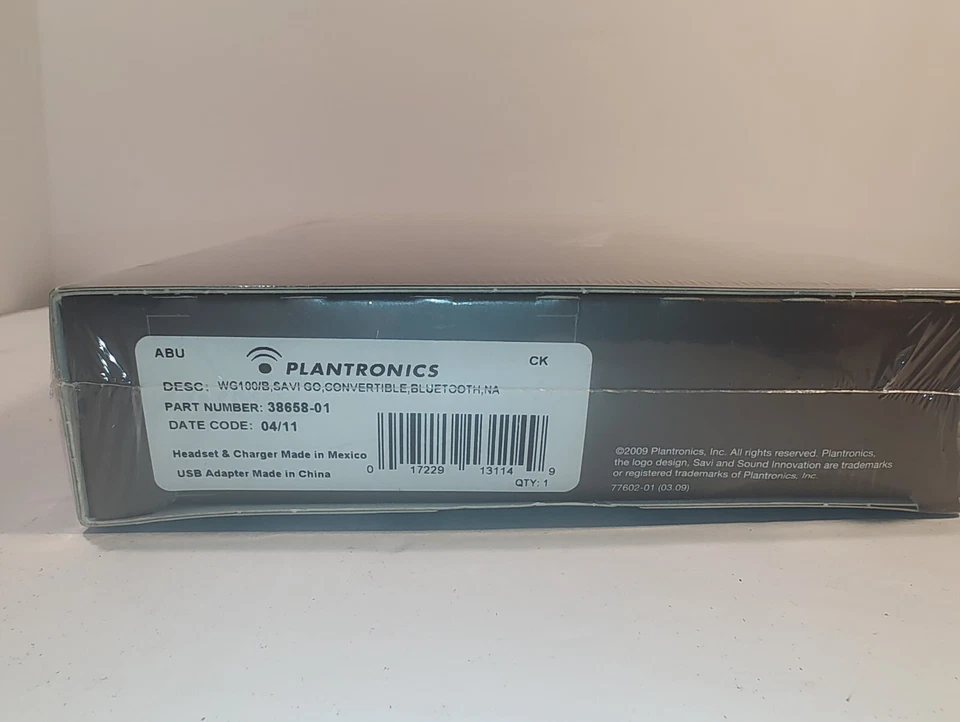 ABU
CK
PLANTRONICS
DESC: WG100/B,SAVI GO,CONVERTIBLE,BLUETOOTH,NA
PART NUMBER: 38658-01
DATE CODE: 04/11
Headset & Charger Made in Mexico
USB Adapter Made in China
0 17229 13114 9
QTY: 1
©2009 Plantronics, Inc. All rights reserved. Plantronics,
the logo design, Savi and Sound Innovation are trademarks
or registered trademarks of Plantronics, Inc.
77602-01 (03.09)